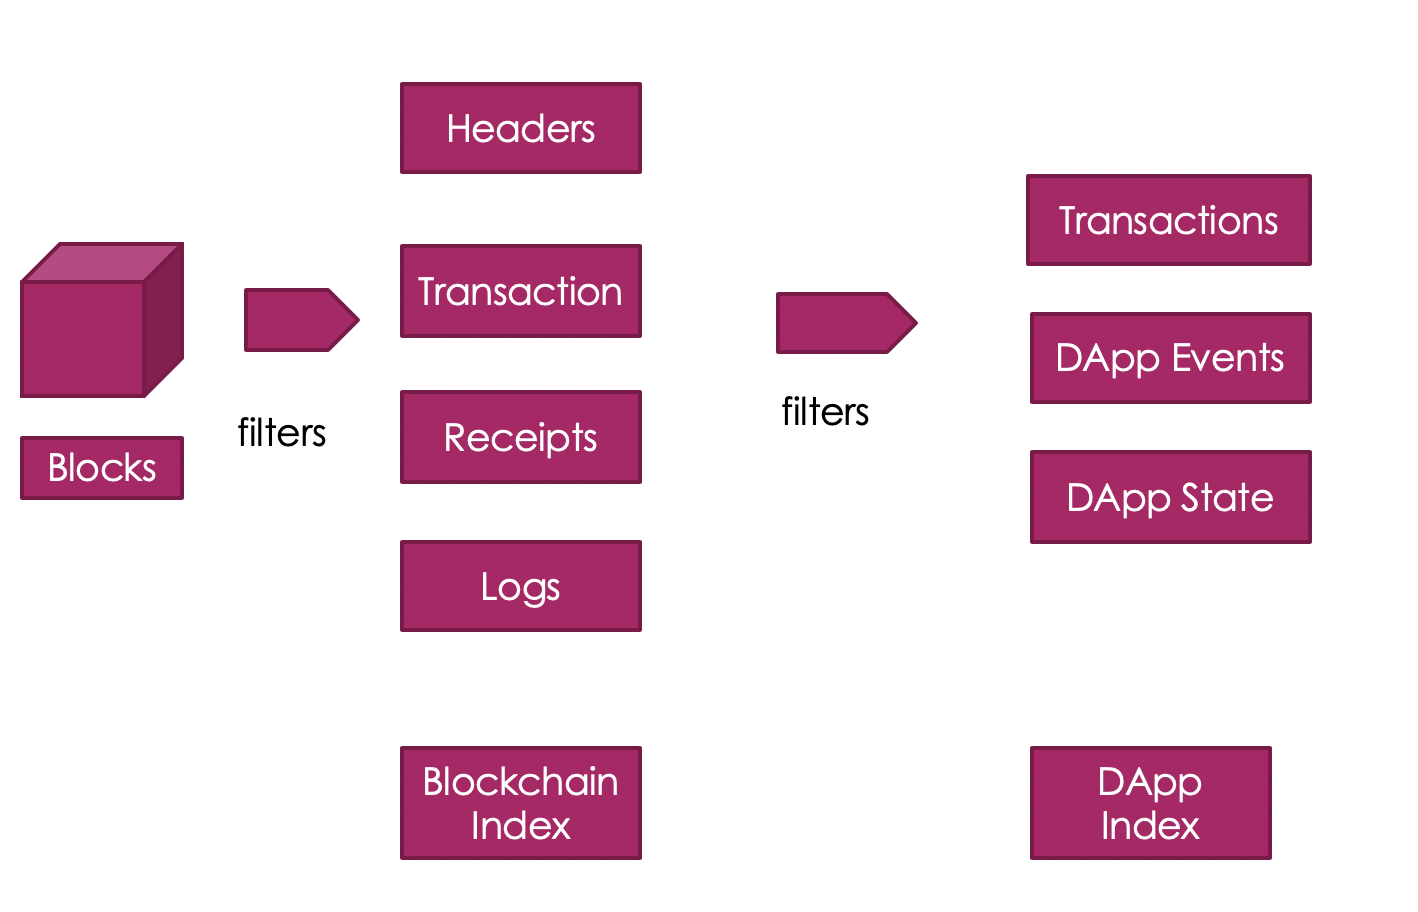 Blocks
filters
Headers
Transaction
Receipts
Logs
Blockchain
Index
filters
Transactions
DApp Events
DApp State
DApp
Index